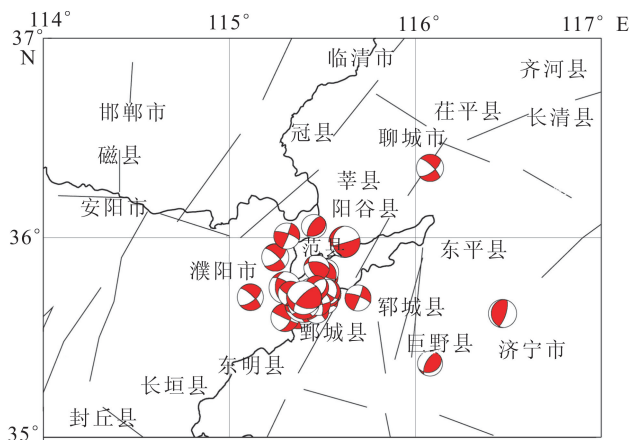 114° 115° 116° 117° E
37°
N
临清市
齐河县
邯郸市
茌平县
长清县
冠县
聊城市
磁县
莘县
安阳市
阳谷县
36°
范县
东平县
濮阳市
郓城县
鄄城县
巨野县
济宁市
东明县
长垣县
封丘县
35°